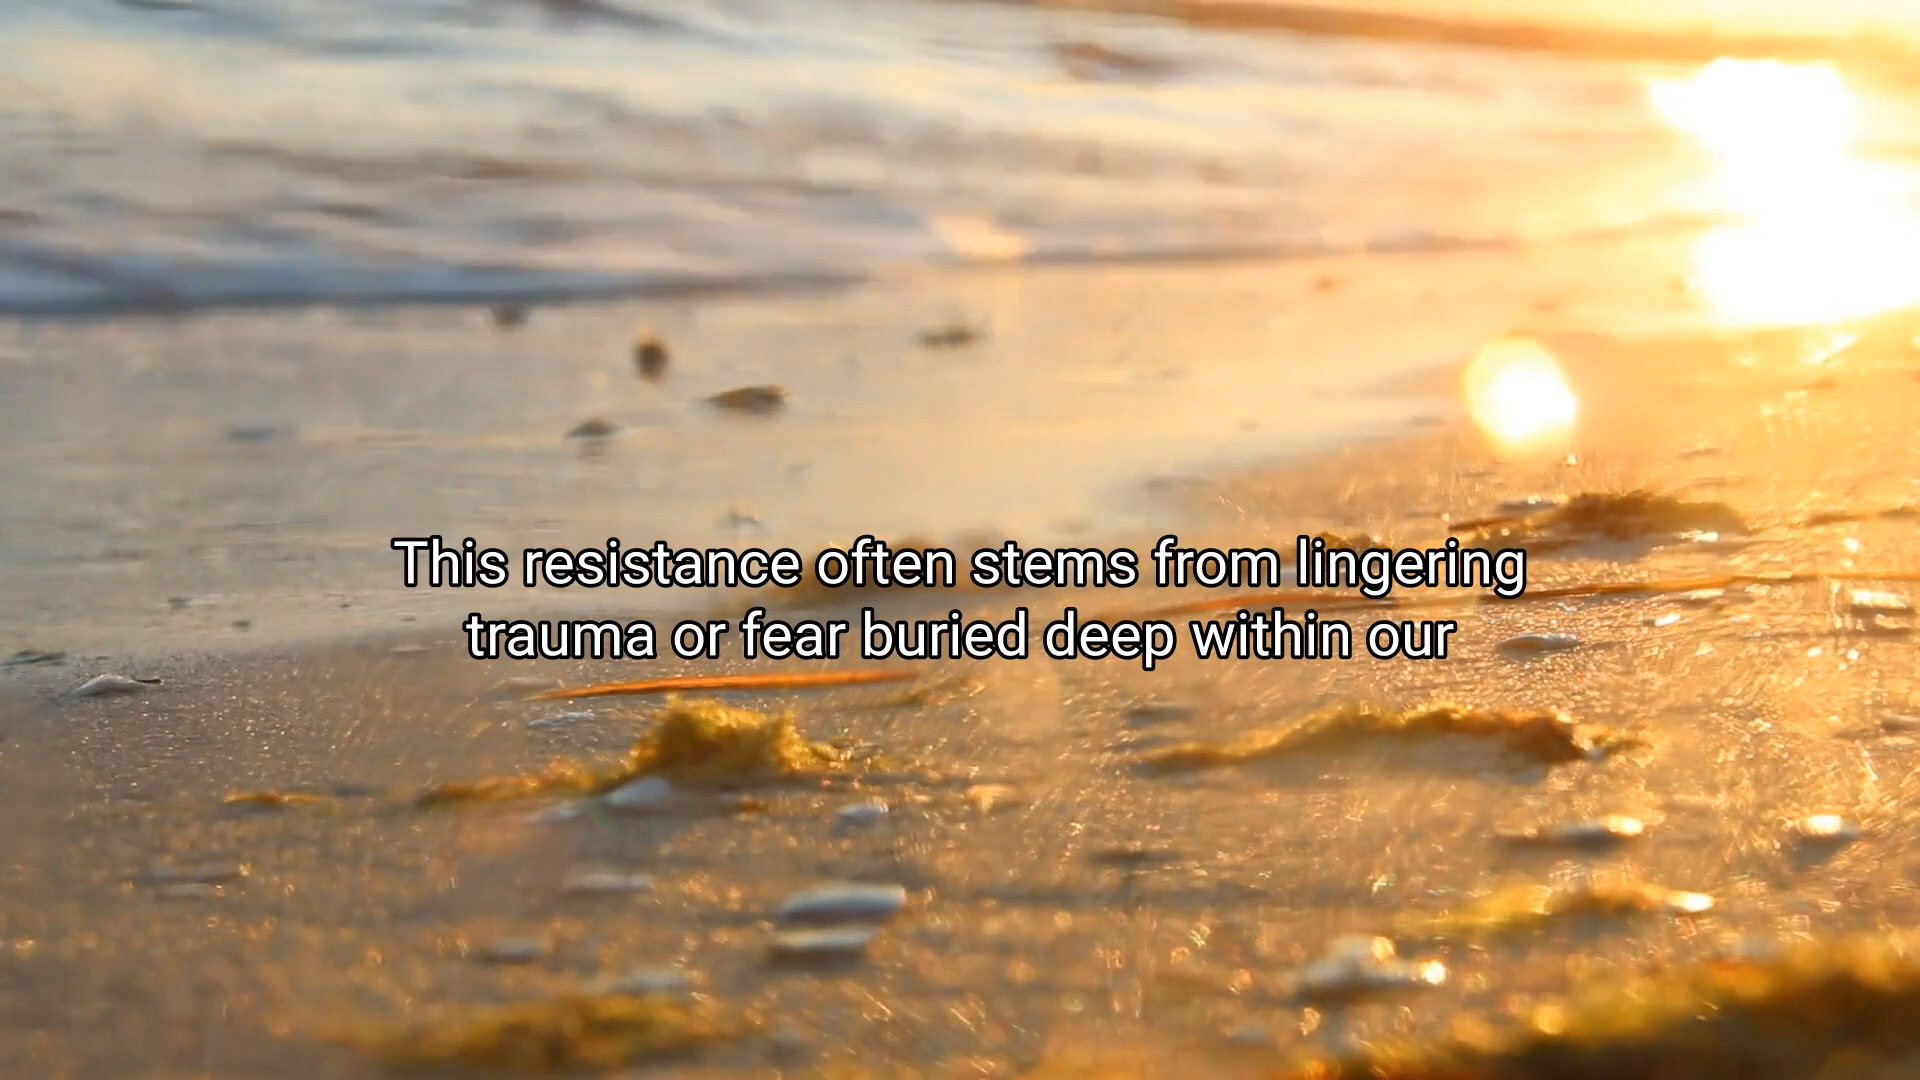 This resistance often stems from lingering
trauma or fear buried deep within our